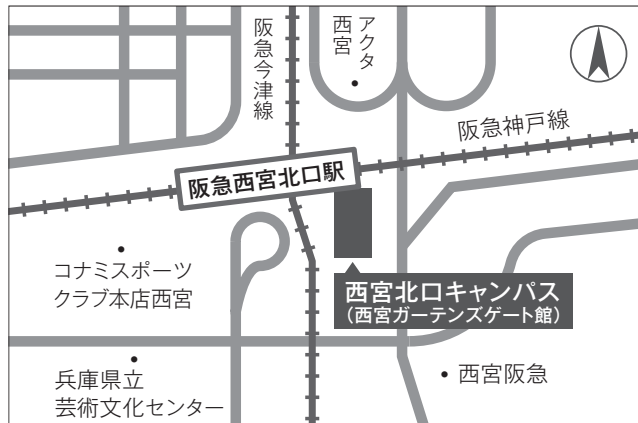 阪急今津線
アクタ
西宮
阪急神戸線
阪急西宮北口駅
コナミスポーツ
クラブ本店西宮
西宮北口キャンパス
(西宮ガーデンズゲート館)
兵庫県立
芸術文化センター
西宮阪急